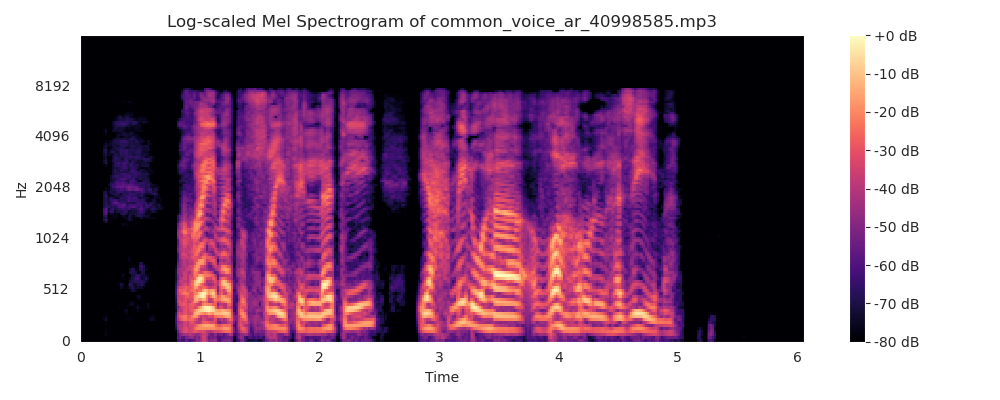 Log-scaled Mel Spectrogram of common_voice_ar_40998585.mp3
8192
4096
2048
1024
512
0
Hz
0 1 2 3 4 5 6
Time
+0 dB
-10 dB
-20 dB
-30 dB
-40 dB
-50 dB
-60 dB
-70 dB
-80 dB